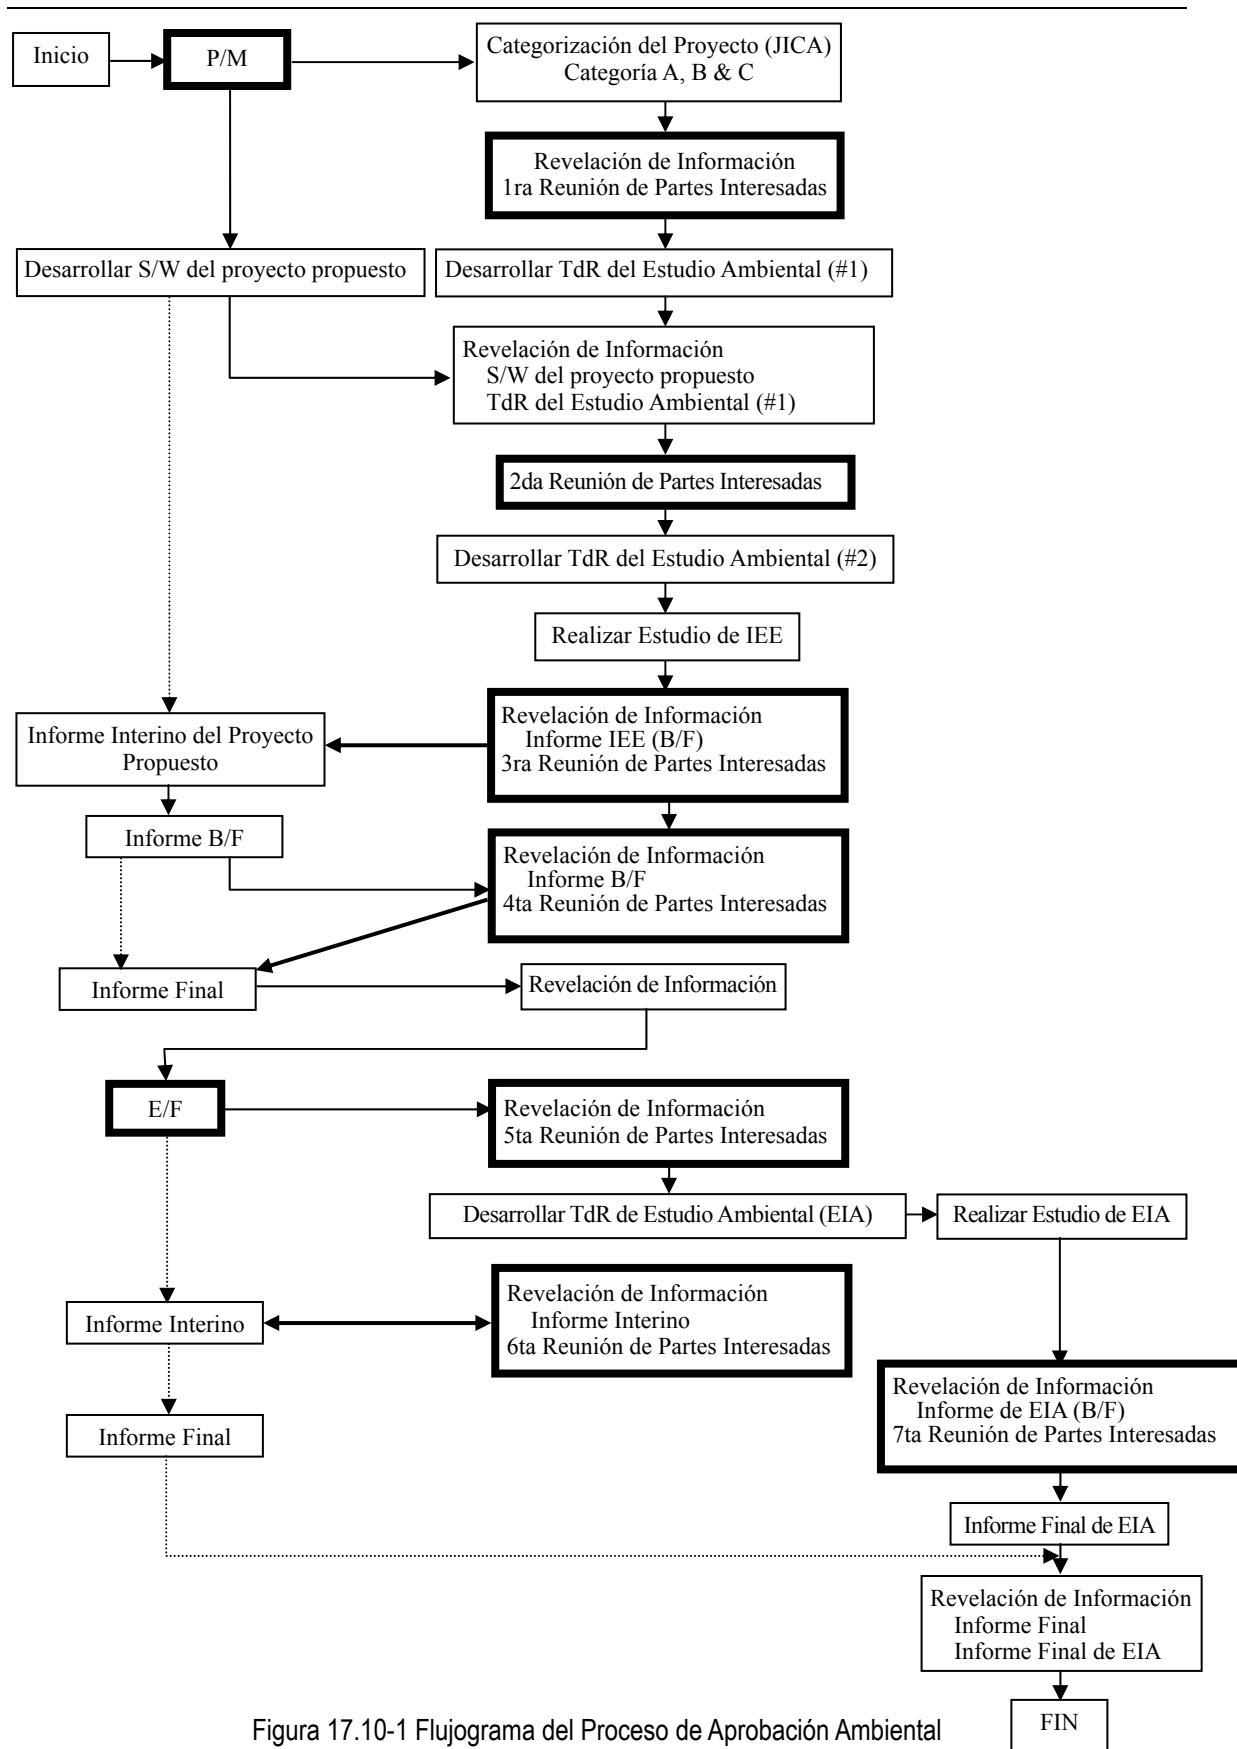 Inicio
P/M
Categorización del Proyecto (JICA)
Categoría A, B & C
Revelación de Información
1ra Reunión de Partes Interesadas
Desarrollar S/W del proyecto propuesto
Desarrollar TdR del Estudio Ambiental (#1)
Revelación de Información
S/W del proyecto propuesto
TdR del Estudio Ambiental (#1)
2da Reunión de Partes Interesadas
Desarrollar TdR del Estudio Ambiental (#2)
Realizar Estudio de IEE
Revelación de Información
Informe IEE (B/F)
3ra Reunión de Partes Interesadas
Informe Interino del Proyecto
Propuesto
Informe B/F
Revelación de Información
Informe B/F
4ta Reunión de Partes Interesadas
Informe Final
Revelación de Información
E/F
Revelación de Información
5ta Reunión de Partes Interesadas
Desarrollar TdR de Estudio Ambiental (EIA)
Realizar Estudio de EIA
Revelación de Información
Informe Interino
6ta Reunión de Partes Interesadas
Informe Interino
Revelación de Información
Informe de EIA (B/F)
7ta Reunión de Partes Interesadas
Informe Final
Informe Final de EIA
Revelación de Información
Informe Final
Informe Final de EIA
FIN
Figura 17.10-1 Flujograma del Proceso de Aprobación Ambiental